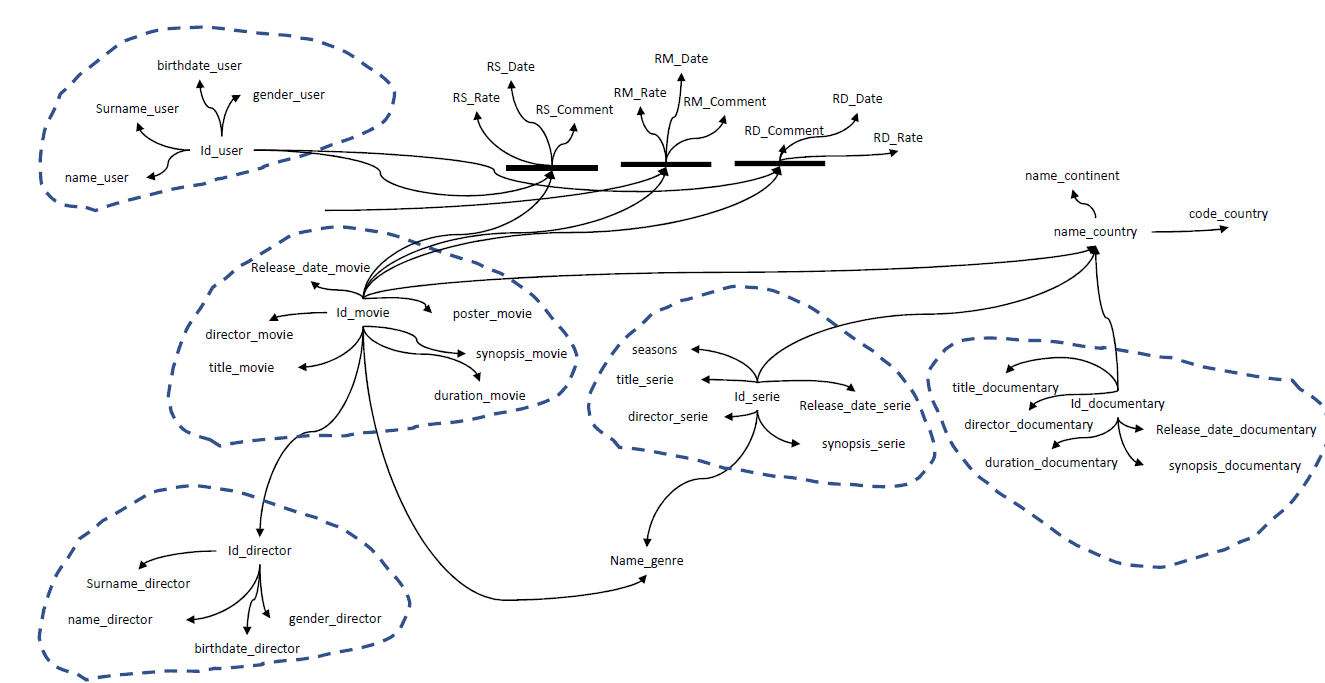 birthdate_user
gender_user
Surname_user
Id_user
name_user
RS_Date
RS_Rate
RS_Comment
RM_Date
RM_Rate
RM_Comment
RD_Date
RD_Comment
RD_Rate
name_continent
code_country
name_country
Release_date_movie
Id_movie
poster_movie
director_movie
synopsis_movie
title_movie
duration_movie
seasons
title_serie
Id_serie
Release_date_serie
director_serie
synopsis_serie
title_documentary
Id_documentary
director_documentary
Release_date_documentary
duration_documentary
synopsis_documentary
Id_director
Surname_director
name_director
gender_director
birthdate_director
Name_genre